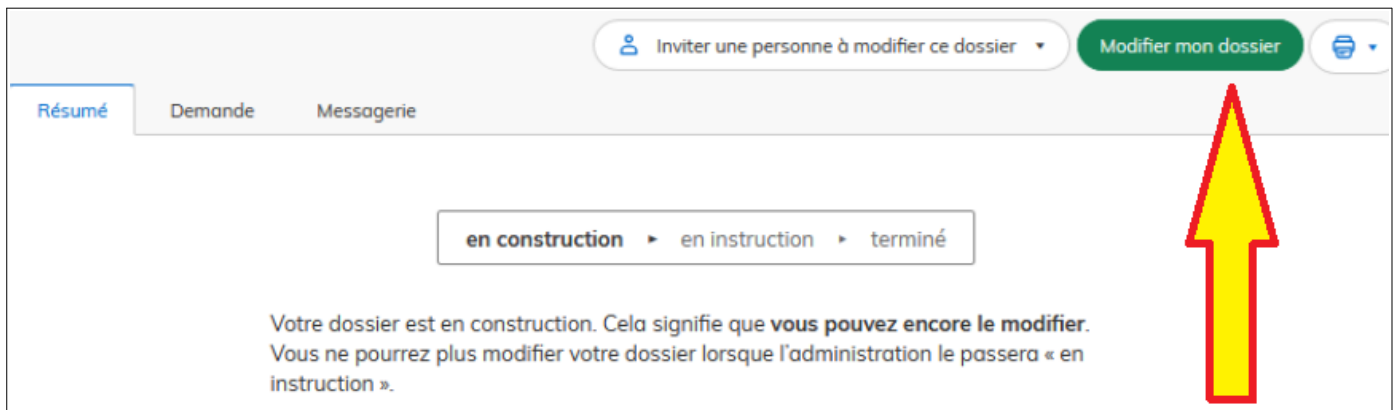 Inviter une personne à modifier ce dossier
Modifier mon dossier
Résumé
Demande
Messagerie
en construction ▸ en instruction ▸ terminé
Votre dossier est en construction. Cela signifie que vous pouvez encore le modifier.
Vous ne pourrez plus modifier votre dossier lorsque l'administration le passera « en
instruction ».